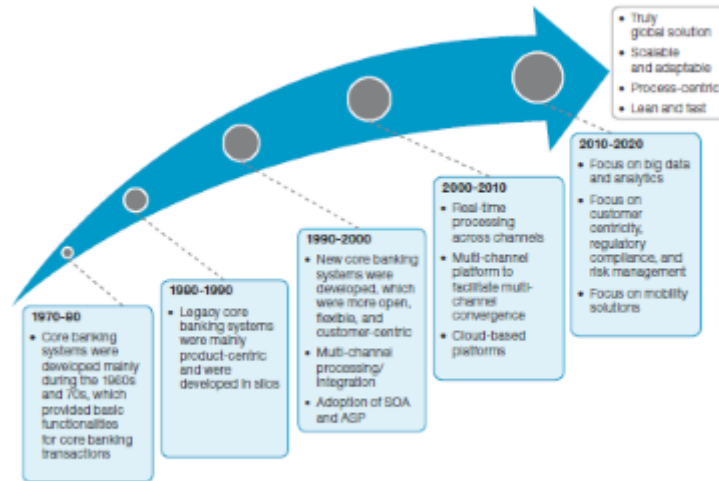 • Truly
global solution
• Scalable
and adaptable
• Process-centric
• Lean and fast
1970-80
• Core banking
systems were
developed mainly
during the 1960s
and 70s, which
provided basic
functionalities
for core banking
transactions
1980-1990
• Legacy core
banking systems
were mainly
product-centric
and were
developed in silos
1990-2000
• New core banking
systems were
developed, which
were more open,
flexible, and
customer-centric
• Multi-channel
processing/
integration
• Adoption of SOA
and ASP
2000-2010
• Real-time
processing
across channels
• Multi-channel
platform to
facilitate multi-
channel
convergence
• Cloud-based
platforms
2010-2020
• Focus on big data
and analytics
• Focus on
customer
centricity,
regulatory
compliance, and
risk management
• Focus on mobility
solutions